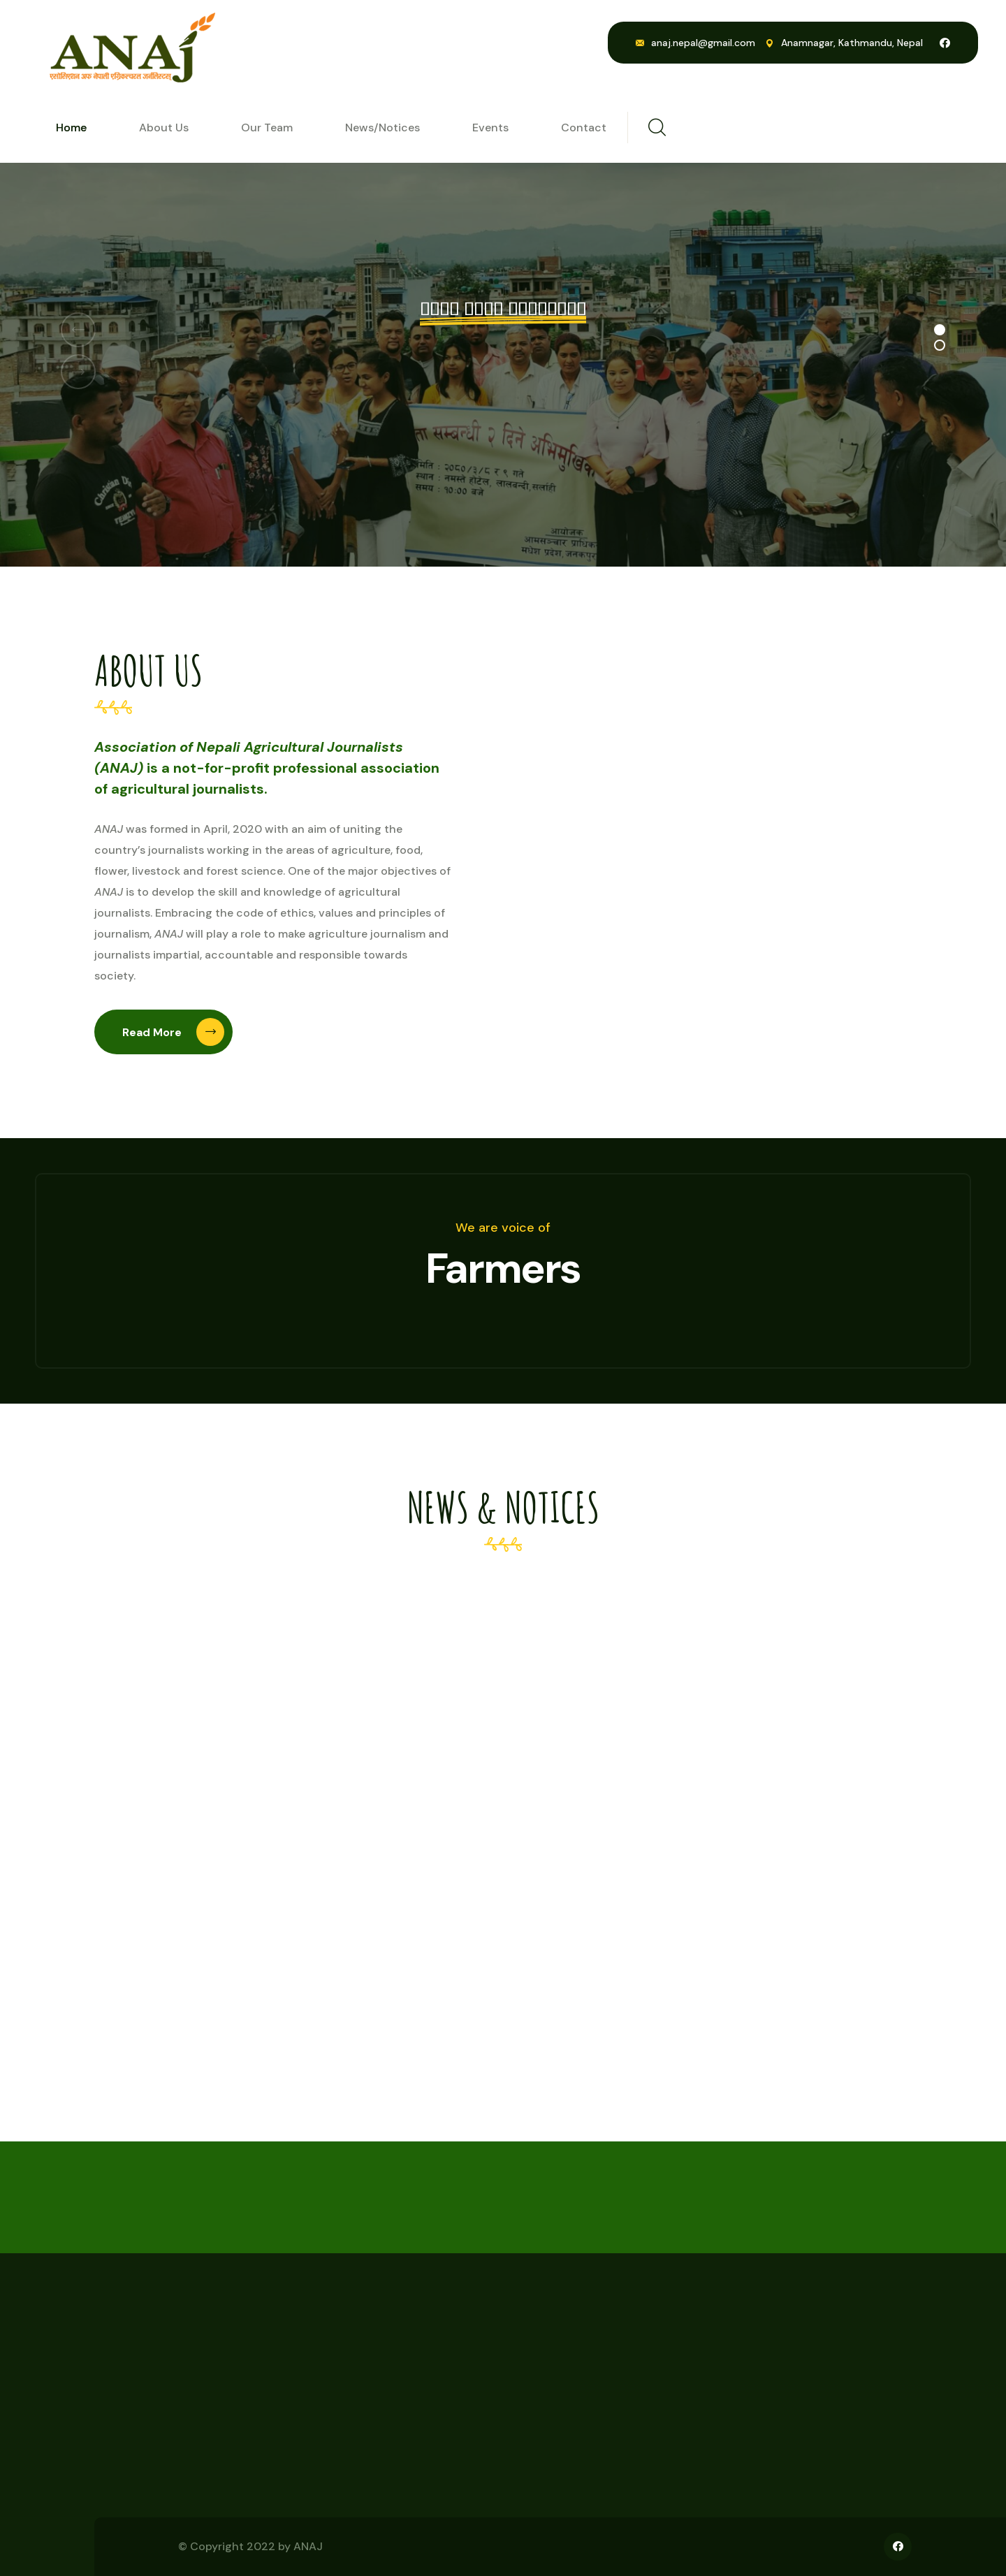 ANAJ
एसोसिएशन अफ नेपाली एग्रिकल्चरल जर्नलिस्टस्
anaj.nepal@gmail.com
Anamnagar, Kathmandu, Nepal
Home
About Us
Our Team
News/Notices
Events
Contact
सम्वन्धी २ दिने अभिमुखिक
मिति : २०८०/३/८ र ९ गते
स्थान : नमस्ते होटेल, लालबन्दी, सर्लाही
समय : १०:०० बजे
आयोजक
आमसञ्चार प्राधिक
मधेश प्रदेश, जनकपुर
ABOUT US
Association of Nepali Agricultural Journalists
(ANAJ) is a not-for-profit professional association
of agricultural journalists.
ANAJ was formed in April, 2020 with an aim of uniting the
country's journalists working in the areas of agriculture, food,
flower, livestock and forest science. One of the major objectives of
ANAJ is to develop the skill and knowledge of agricultural
journalists. Embracing the code of ethics, values and principles of
journalism, ANAJ will play a role to make agriculture journalism and
journalists impartial, accountable and responsible towards
society.
Read More
We are voice of
Farmers
NEWS & NOTICES
© Copyright 2022 by ANAJ